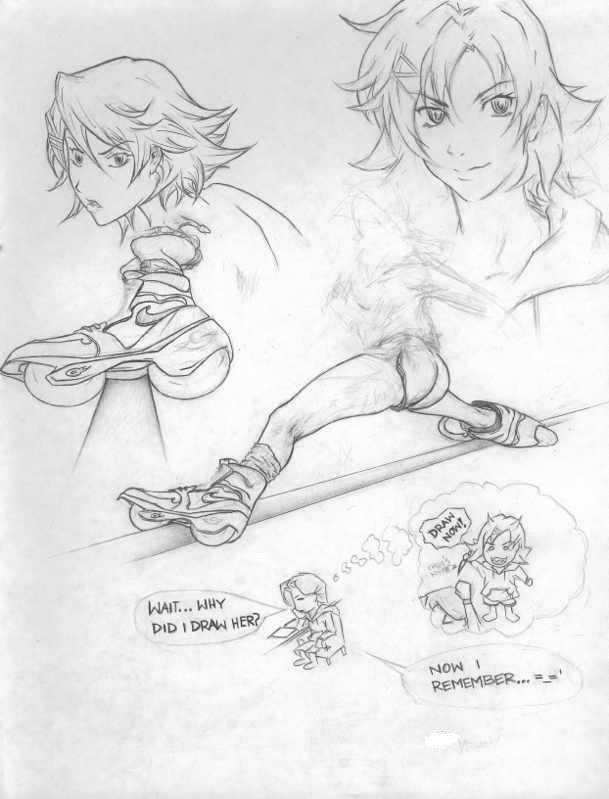 DRAW
NOW!
WAIT... WHY
DID I DRAW HER?
NOW I
REMEMBER... =_='